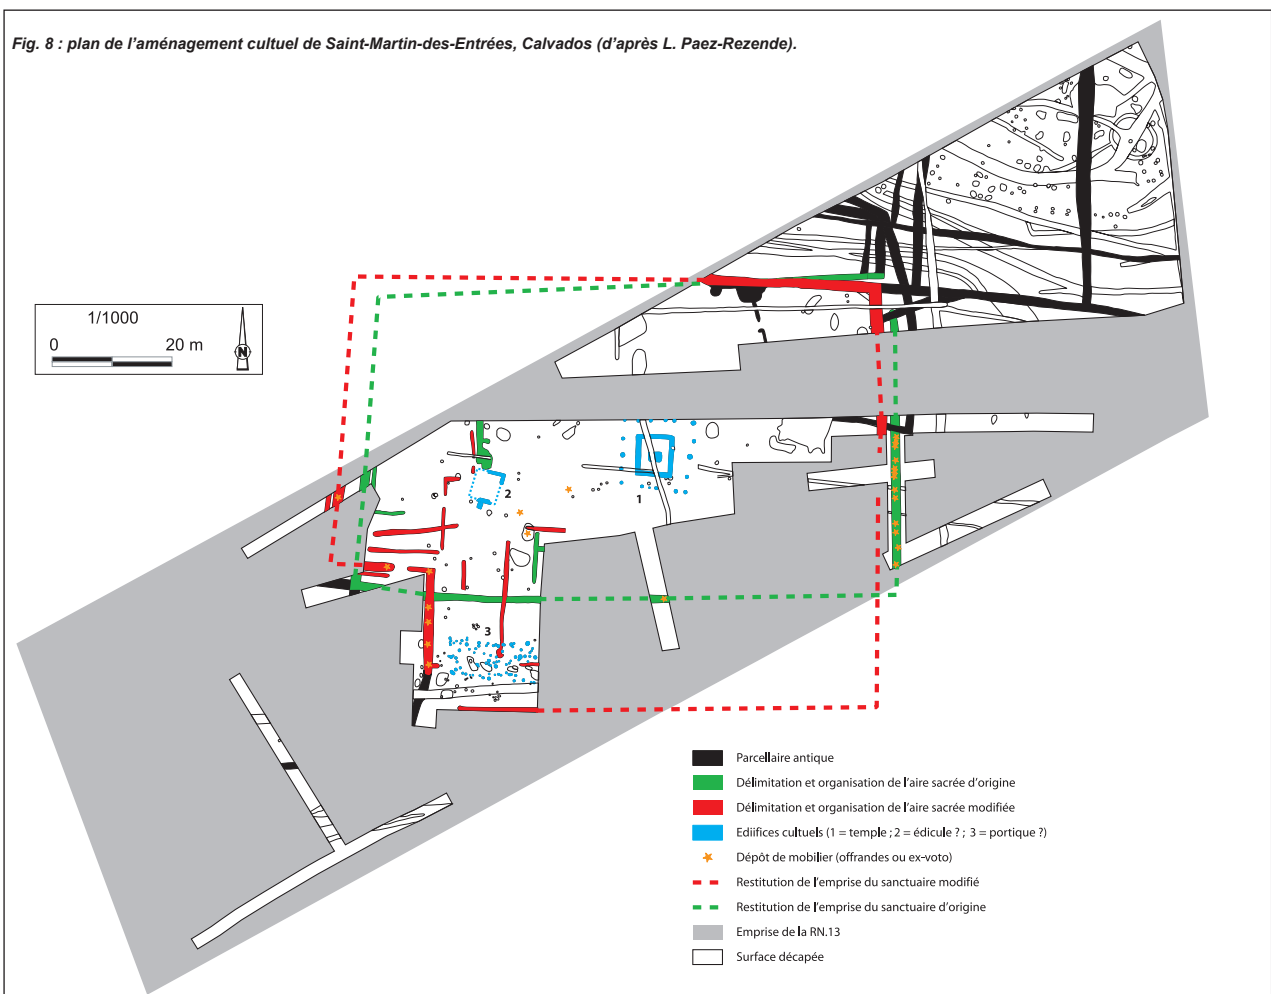 Fig. 8 : plan de l'aménagement cultuel de Saint-Martin-des-Entrées, Calvados (d'après L. Paez-Rezende).
1/1000
0 20 m
N
1
2
3
Parcellaire antique
Délimitation et organisation de l'aire sacrée d'origine
Délimitation et organisation de l'aire sacrée modifiée
Ediifices cultuels (1 = temple ; 2 = édicule ? ; 3 = portique ?)
Dépôt de mobilier (offrandes ou ex-voto)
Restitution de l'emprise du sanctuaire modifié
Restitution de l'emprise du sanctuaire d'origine
Emprise de la RN.13
Surface décapée